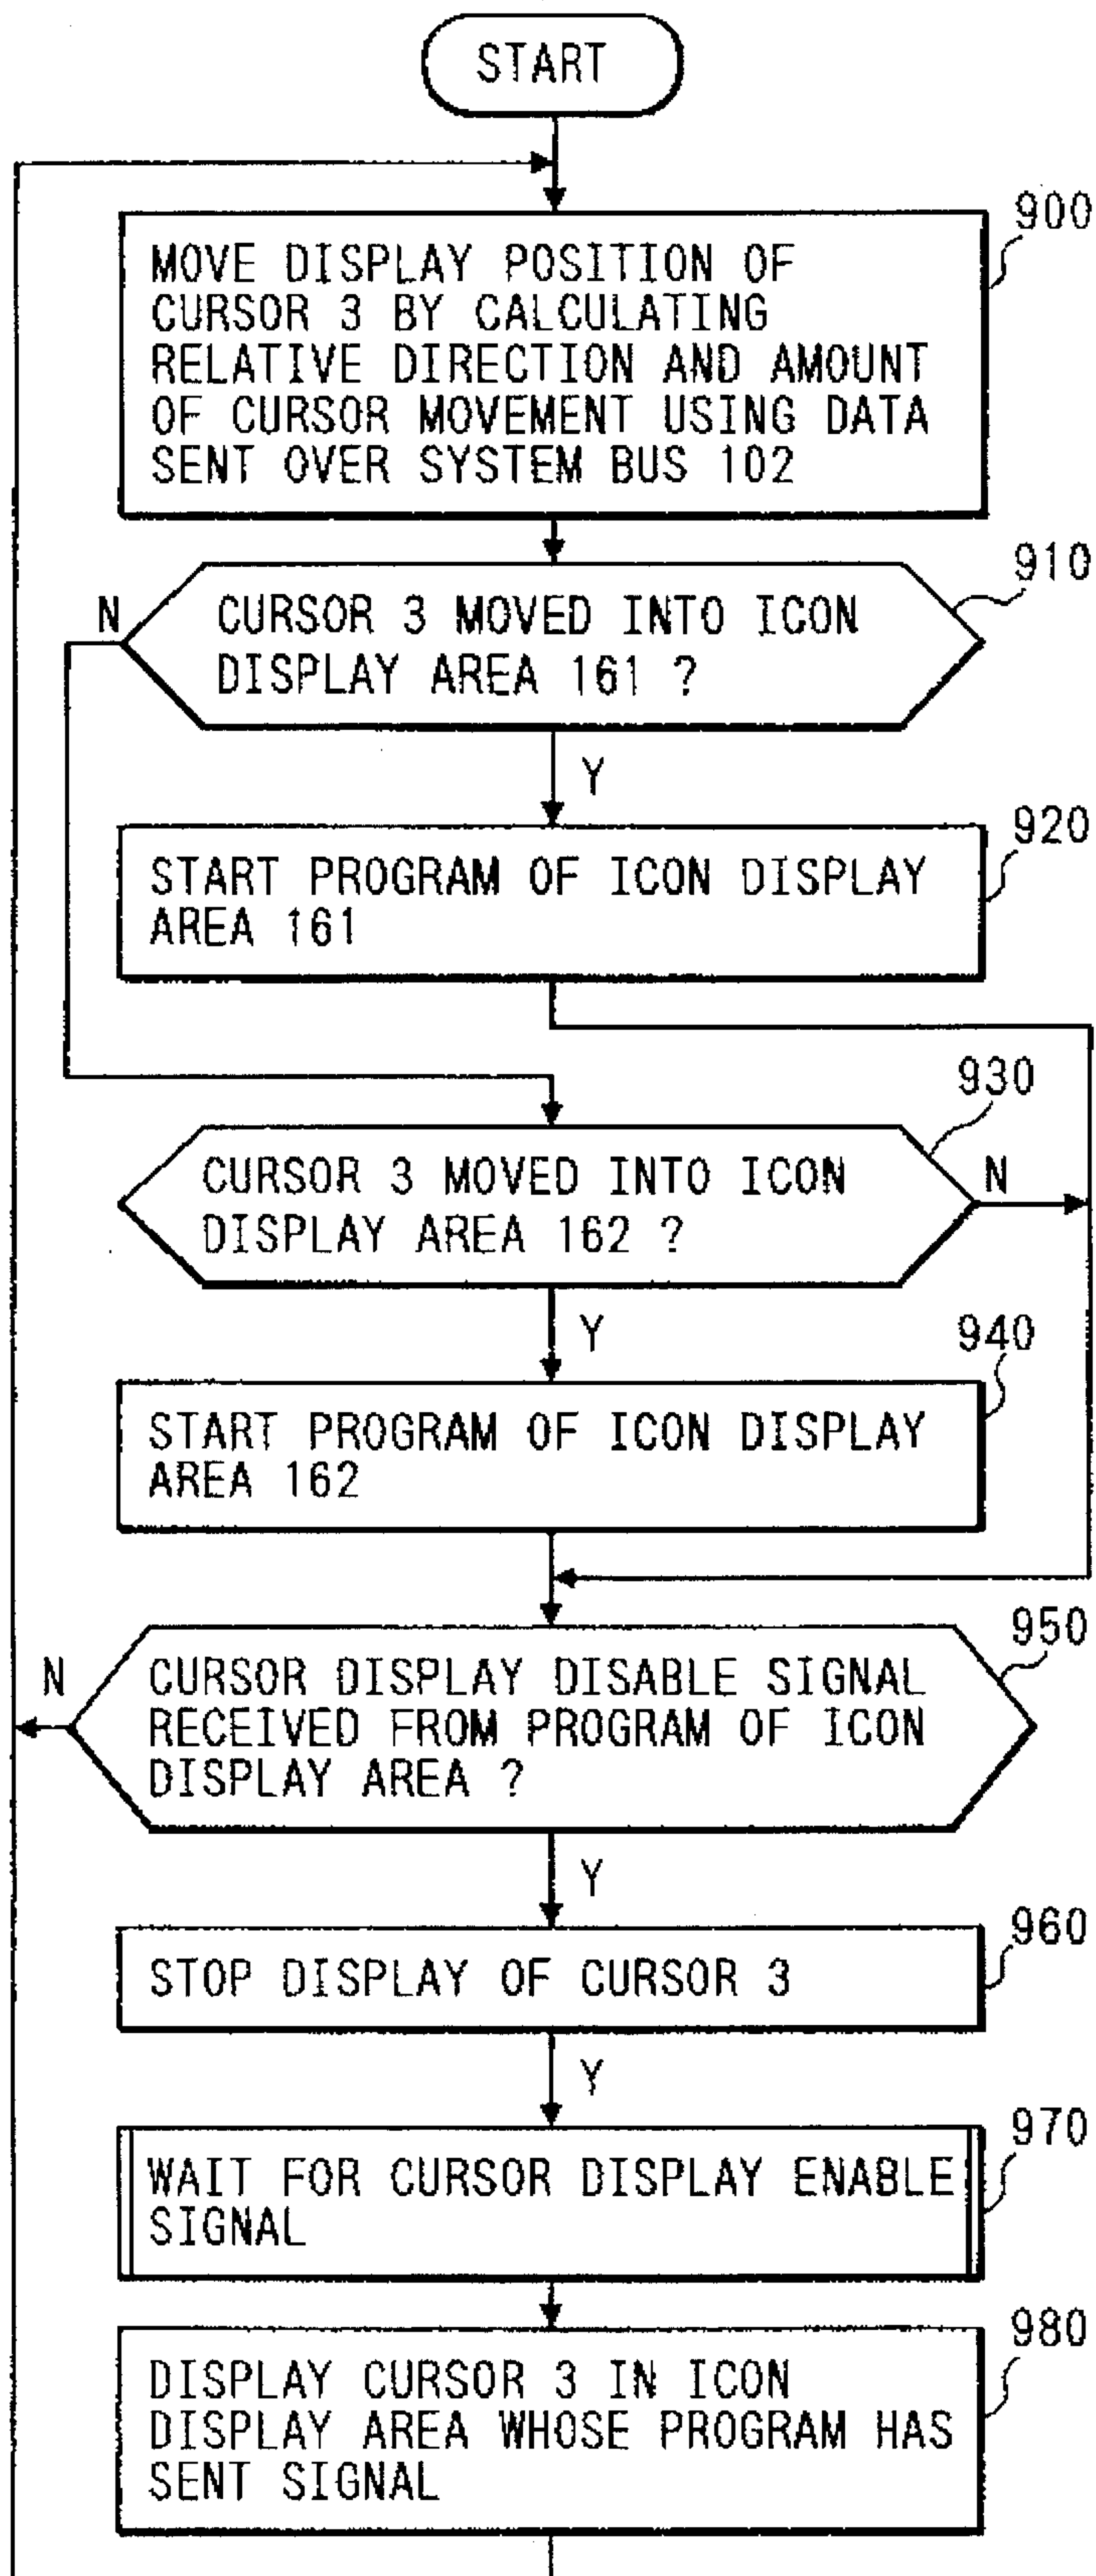 START
900
MOVE DISPLAY POSITION OF
CURSOR 3 BY CALCULATING
RELATIVE DIRECTION AND AMOUNT
OF CURSOR MOVEMENT USING DATA
SENT OVER SYSTEM BUS 102
910
N
CURSOR 3 MOVED INTO ICON
DISPLAY AREA 161 ?
Y
920
START PROGRAM OF ICON DISPLAY
AREA 161
930
CURSOR 3 MOVED INTO ICON
DISPLAY AREA 162 ?
N
Y
940
START PROGRAM OF ICON DISPLAY
AREA 162
950
N
CURSOR DISPLAY DISABLE SIGNAL
RECEIVED FROM PROGRAM OF ICON
DISPLAY AREA ?
Y
960
STOP DISPLAY OF CURSOR 3
Y
970
WAIT FOR CURSOR DISPLAY ENABLE
SIGNAL
980
DISPLAY CURSOR 3 IN ICON
DISPLAY AREA WHOSE PROGRAM HAS
SENT SIGNAL